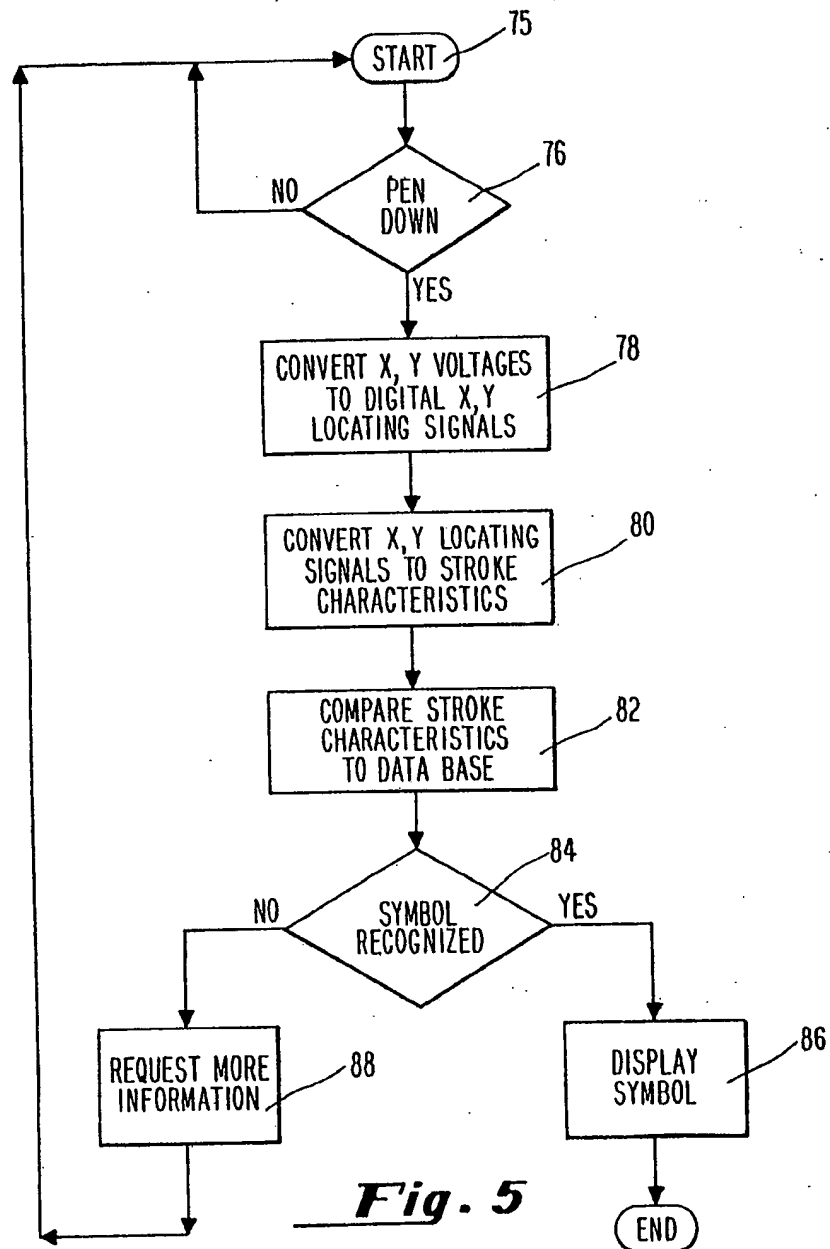 75
START
76
PEN
DOWN
NO
YES
78
CONVERT X, Y VOLTAGES
TO DIGITAL X,Y
LOCATING SIGNALS
80
CONVERT X,Y LOCATING
SIGNALS TO STROKE
CHARACTERISTICS
82
COMPARE STROKE
CHARACTERISTICS
TO DATA BASE
84
NO
YES
SYMBOL
RECOGNIZED
REQUEST MORE
INFORMATION
88
DISPLAY
SYMBOL
86
Fig. 5
END